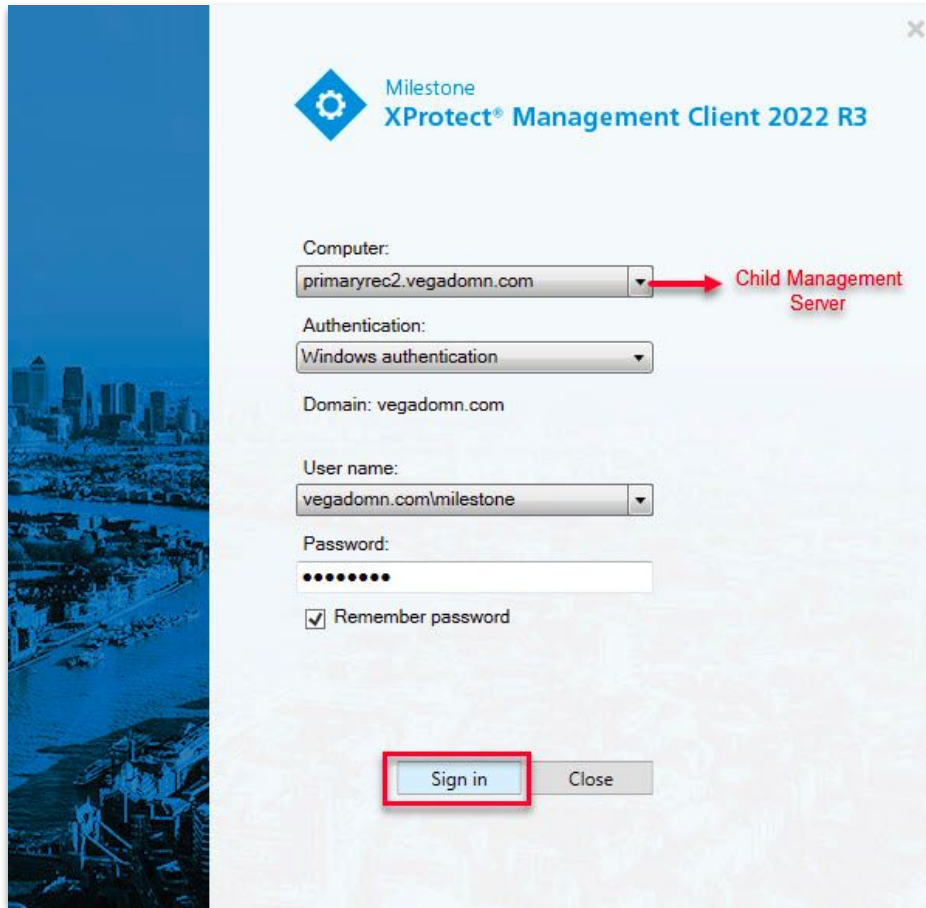 Milestone
XProtect® Management Client 2022 R3
Computer:
primaryrec2.vegadomn.com
Child Management
Server
Authentication:
Windows authentication
Domain: vegadomn.com
User name:
vegadomn.com\milestone
Password:
••••••••
Remember password
Sign in
Close